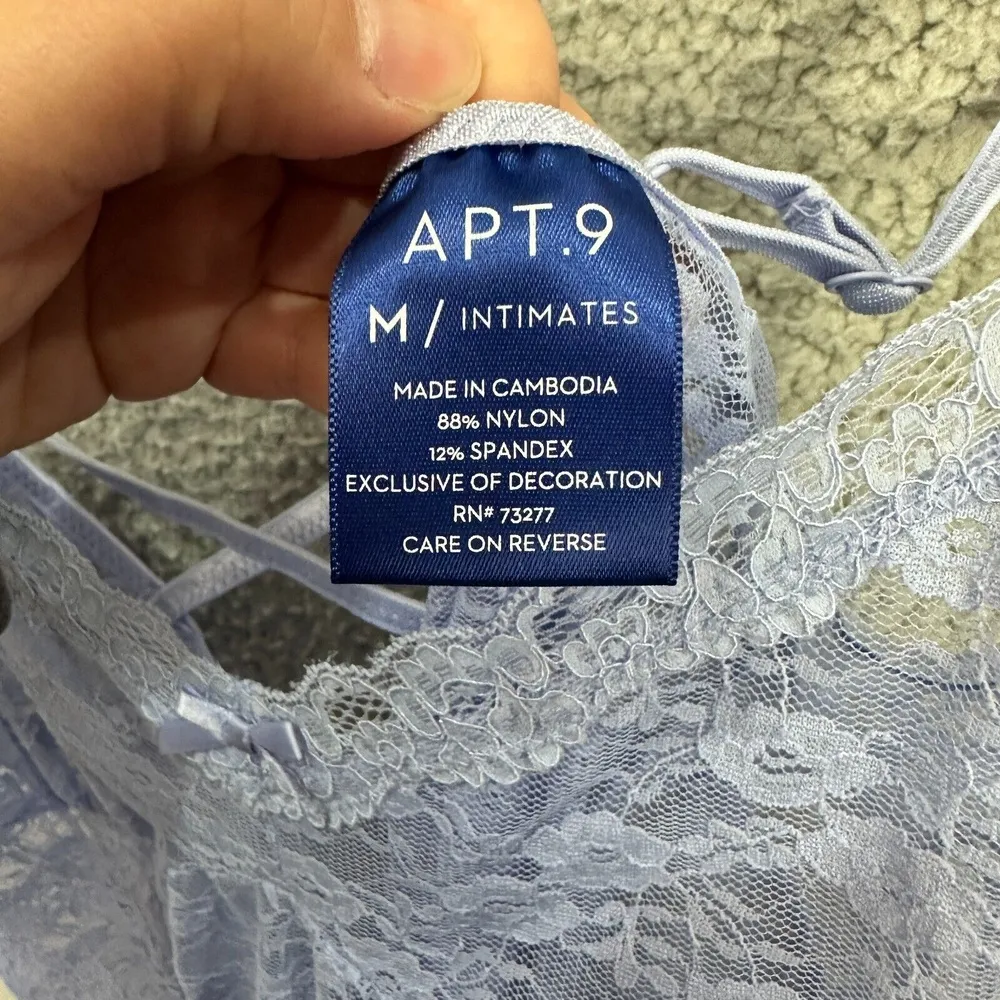 APT.9
M/ INTIMATES
MADE IN CAMBODIA
88% NYLON
12% SPANDEX
EXCLUSIVE OF DECORATION
RN# 73277
CARE ON REVERSE